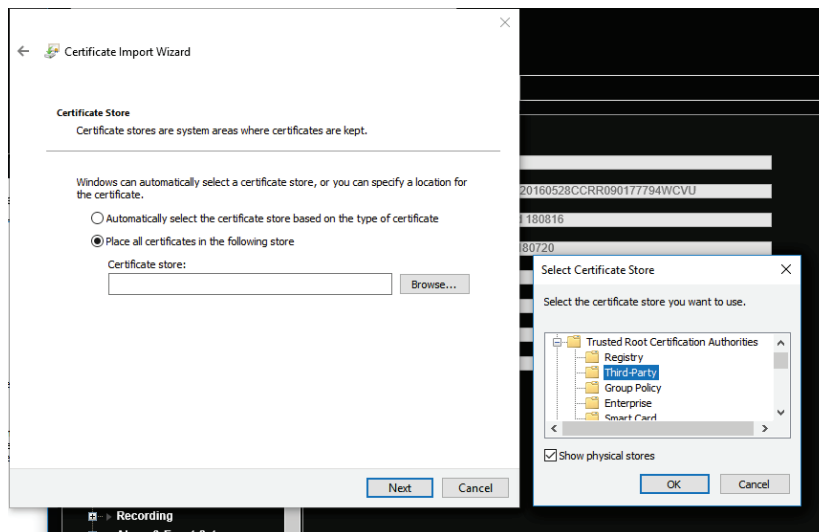 Certificate Import Wizard
Certificate Store
Certificate stores are system areas where certificates are kept.
Windows can automatically select a certificate store, or you can specify a location for
the certificate.
Automatically select the certificate store based on the type of certificate
Place all certificates in the following store
Certificate store:
Browse...
Next
Cancel
20160528CCRR090177794WCVU
180816
80720
Select Certificate Store
Select the certificate store you want to use.
Trusted Root Certification Authorities
Registry
Third-Party
Group Policy
Enterprise
Smart Card
Show physical stores
OK
Cancel
Recording